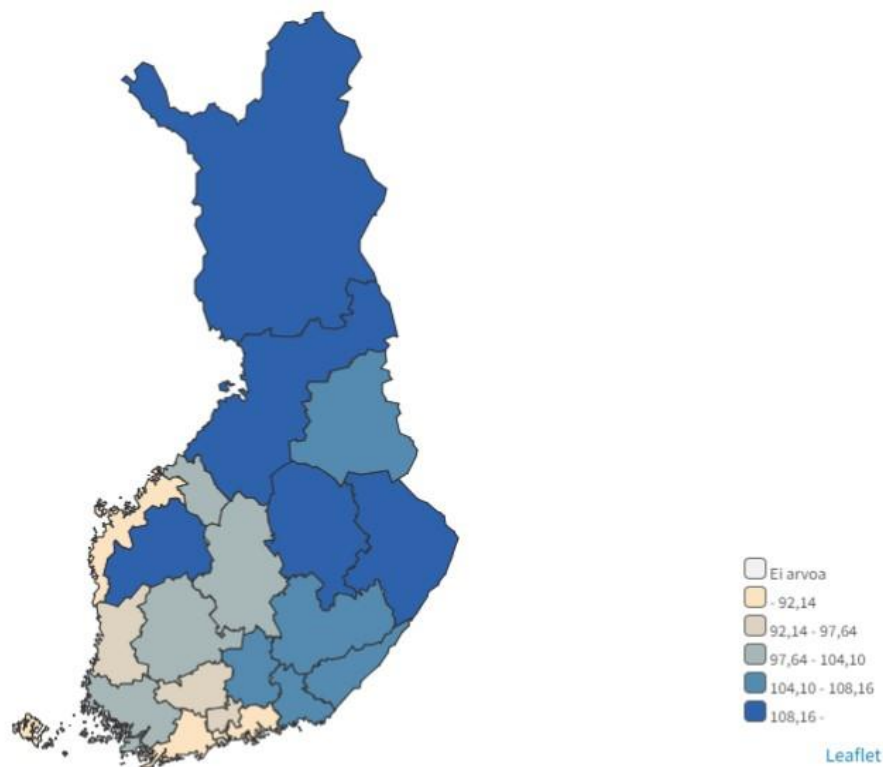 Ei arvoa
- 92,14
92,14 - 97,64
97,64 - 104,10
104,10 - 108,16
108,16 -
Leaflet